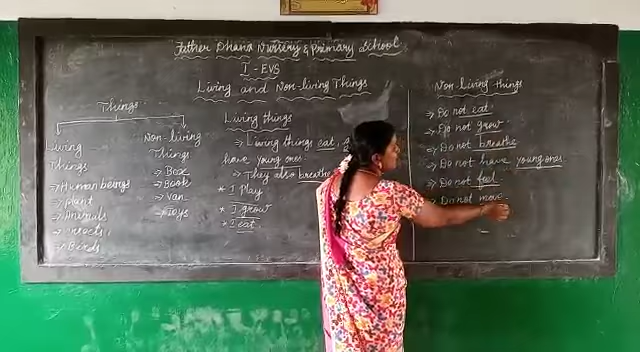 Father Dhana Nursery & Primary School
I - EVS
Living and Non-living Things
Things
Living
Things
→ Human beings
→ plant
→ Animals
→ Insects
→ Birds
Non-living
Things
→ Box
→ Book
→ Van
→ Toys
Living things
→ Living things eat,
have young ones.
→ They also breathe
* I Play
* I grow
* I eat
Non-Living things
→ Do not eat.
→ Do not grow.
→ Do not breathe
→ Do not have young ones.
→ Do not feel
→ Do not move.